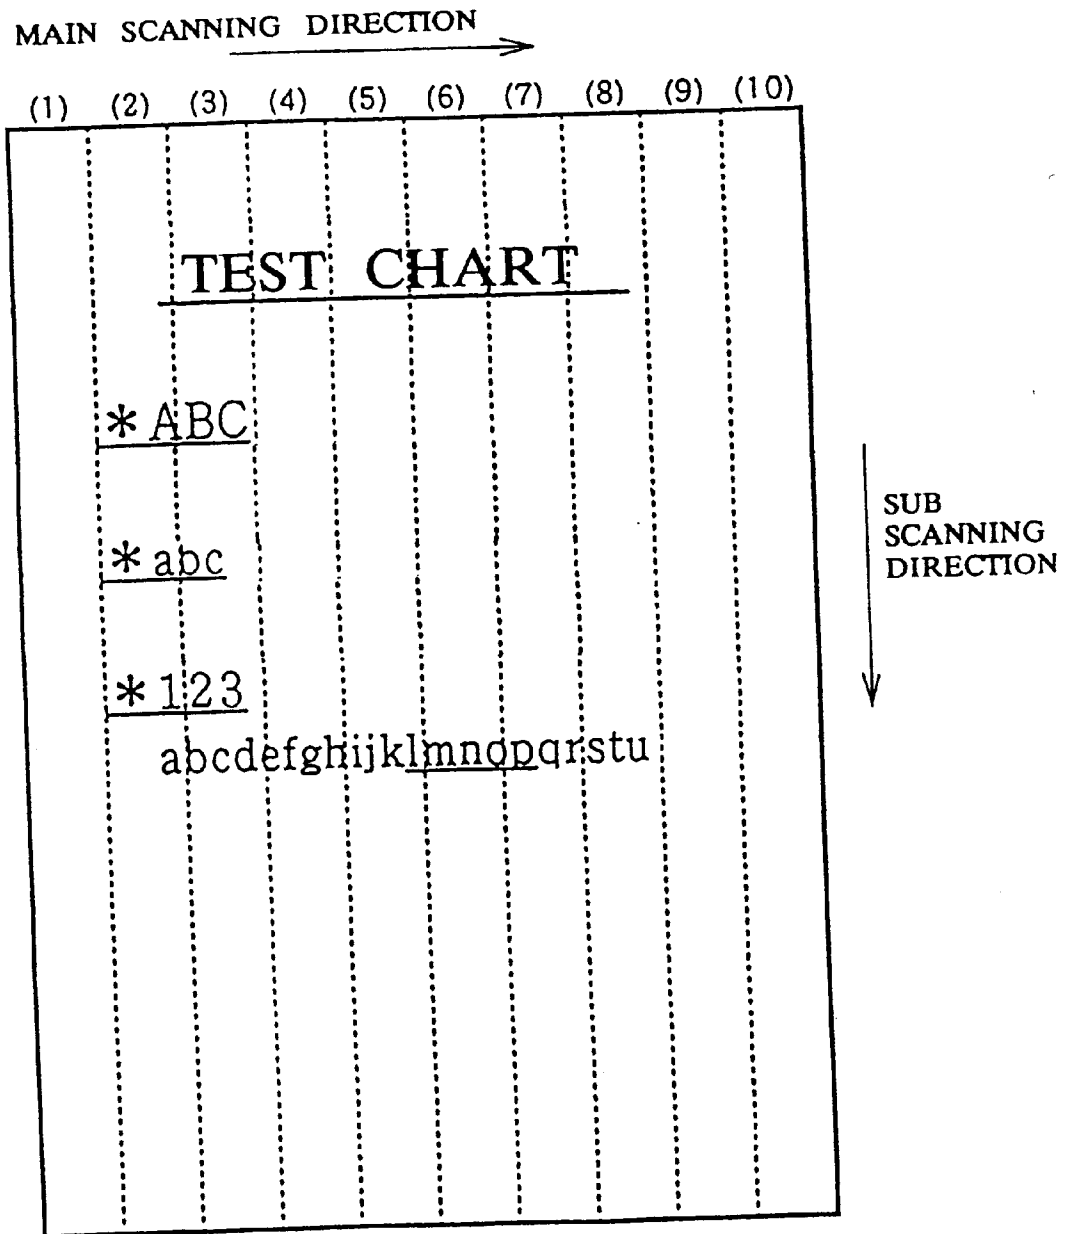 MAIN SCANNING DIRECTION
(1) (2) (3) (4) (5) (6) (7) (8) (9) (10)
TEST CHART
* ABC
* abc
* 123
abcdefghijklmnopqrstu
SUB
SCANNING
DIRECTION